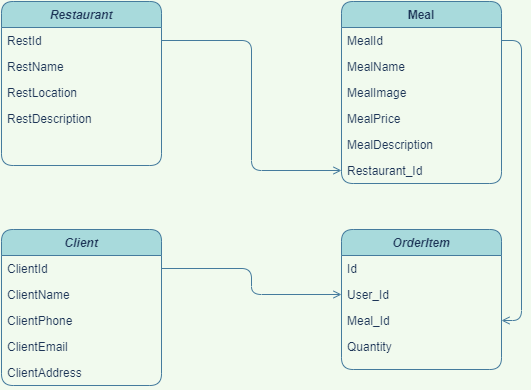 Restaurant
RestId
RestName
RestLocation
RestDescription
Meal
MealId
MealName
MealImage
MealPrice
MealDescription
Restaurant_Id
Client
ClientId
ClientName
ClientPhone
ClientEmail
ClientAddress
OrderItem
Id
User_Id
Meal_Id
Quantity